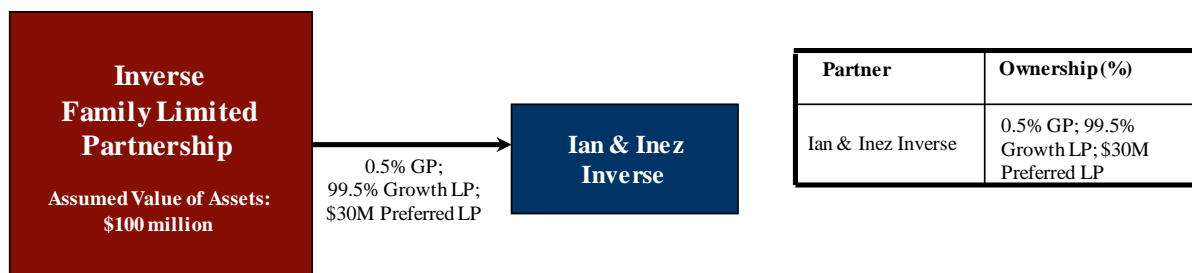 Inverse
Family Limited
Partnership
Assumed Value of Assets:
$100 million
0.5% GP;
99.5% Growth LP;
$30M Preferred LP
Ian & Inez
Inverse
Partner
Ownership (%)
Ian & Inez Inverse
0.5% GP; 99.5%
Growth LP; $30M
Preferred LP